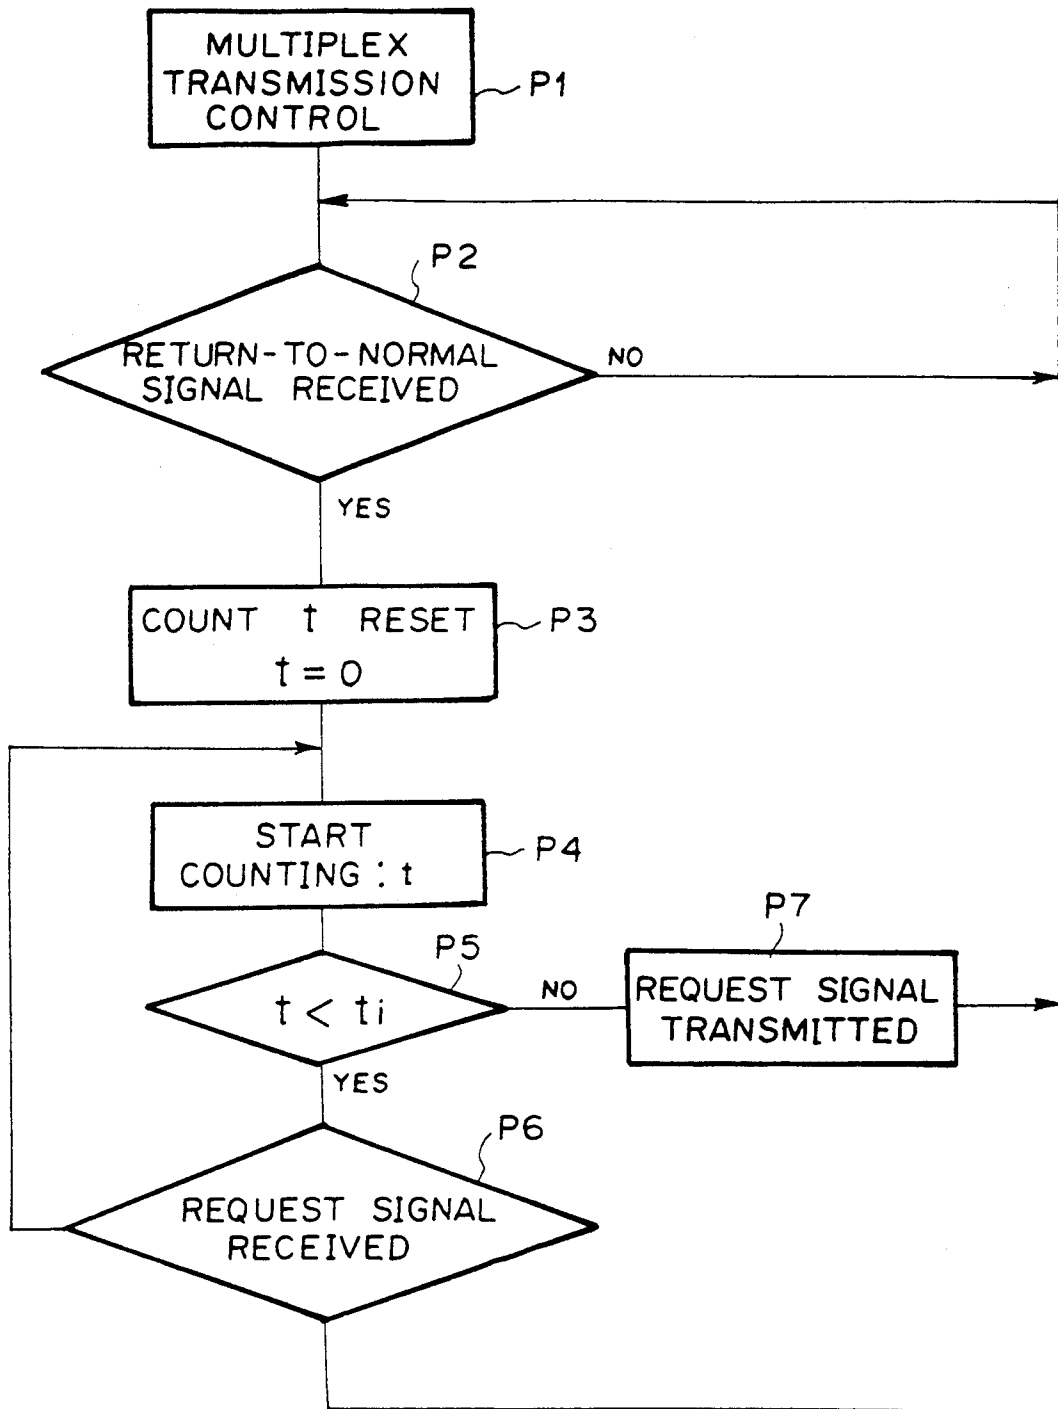 MULTIPLEX
TRANSMISSION
CONTROL
P1
P2
RETURN-TO-NORMAL
SIGNAL RECEIVED
NO
YES
COUNT t RESET
t = 0
P3
START
COUNTING : t
P4
P5
t < ti
NO
P7
REQUEST SIGNAL
TRANSMITTED
YES
P6
REQUEST SIGNAL
RECEIVED